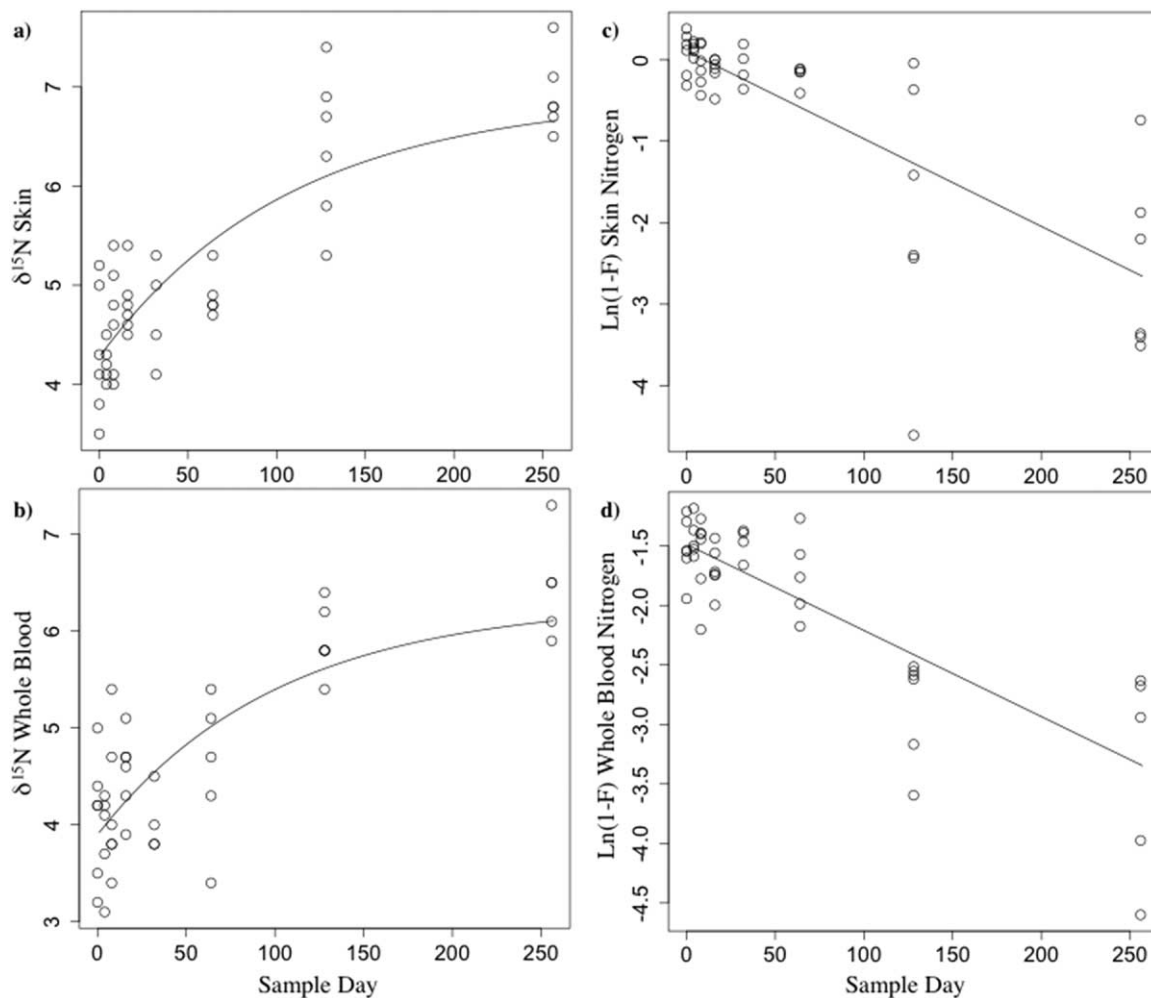 a)
δ15N Skin
7
6
5
4
0 50 100 150 200 250
c)
Ln(1-F) Skin Nitrogen
0
-1
-2
-3
-4
0 50 100 150 200 250
b)
δ15N Whole Blood
7
6
5
4
3
0 50 100 150 200 250
Sample Day
d)
Ln(1-F) Whole Blood Nitrogen
-1.5
-2.0
-2.5
-3.0
-3.5
-4.0
-4.5
0 50 100 150 200 250
Sample Day